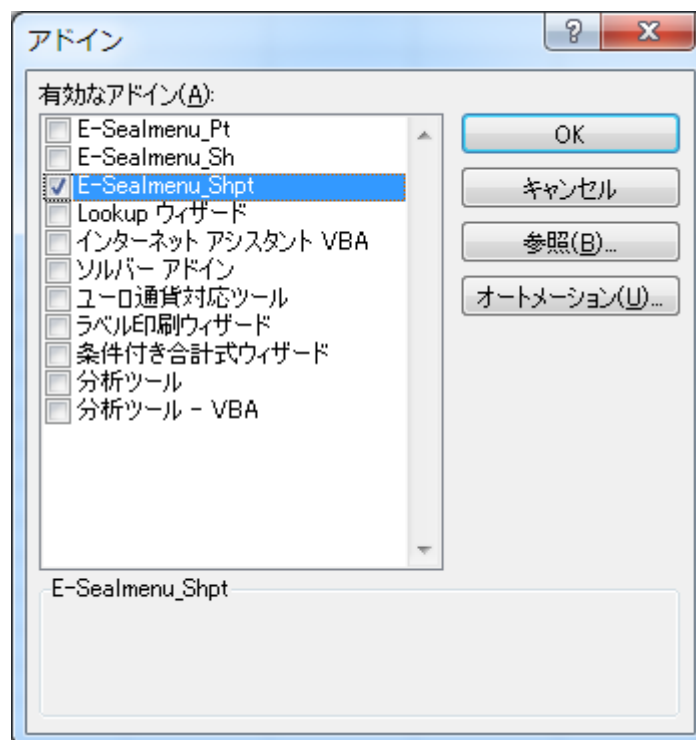 アドイン
有効なアドイン(A):
E-Sealmenu_Pt
E-Sealmenu_Sh
E-Sealmenu_Shpt
Lookup ウィザード
インターネット アシスタント VBA
ソルバー アドイン
ユーロ通貨対応ツール
ラベル印刷ウィザード
条件付き合計式ウィザード
分析ツール
分析ツール - VBA
OK
キャンセル
参照(B)...
オートメーション(U)...
E-Sealmenu_Shpt